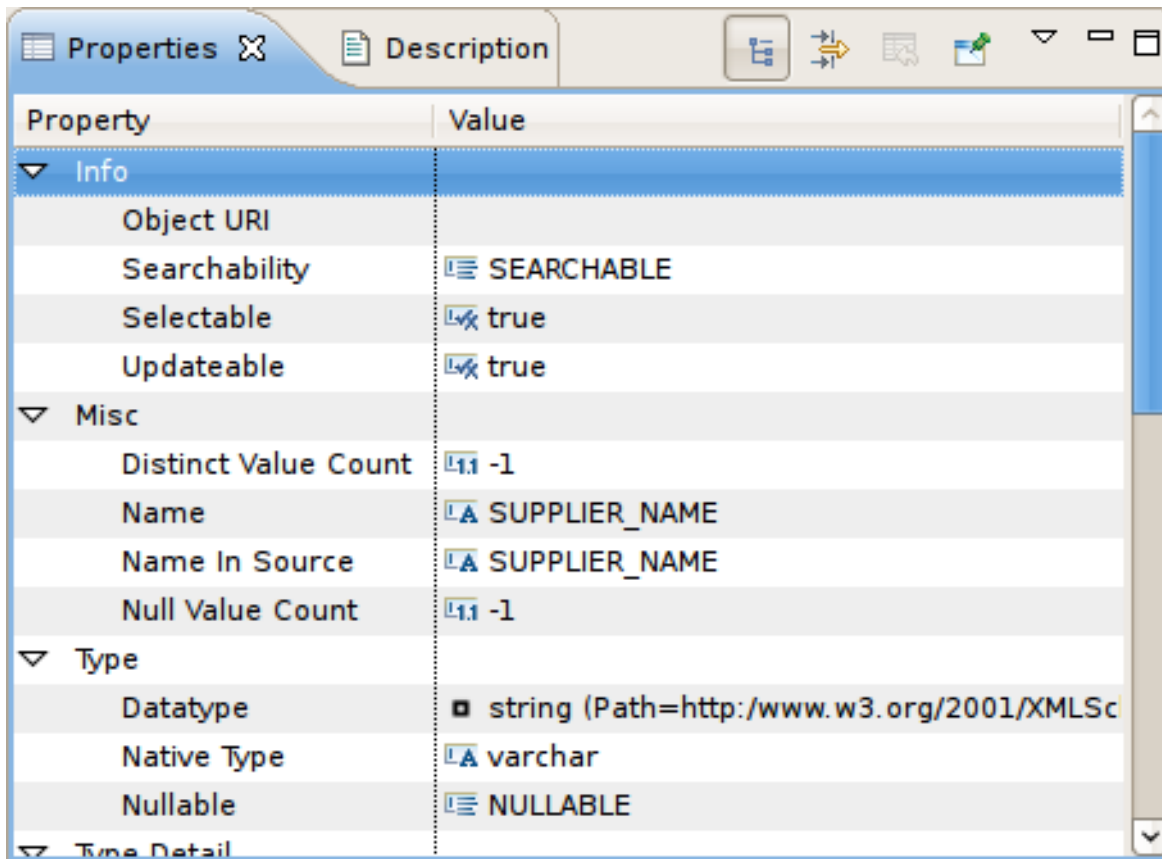 Properties Description
Property Value
Info
Object URI
Searchability SEARCHABLE
Selectable true
Updateable true
Misc
Distinct Value Count -1
Name SUPPLIER_NAME
Name In Source SUPPLIER_NAME
Null Value Count -1
Type
Datatype string (Path=http:/www.w3.org/2001/XMLSc
Native Type varchar
Nullable NULLABLE
Type Detail